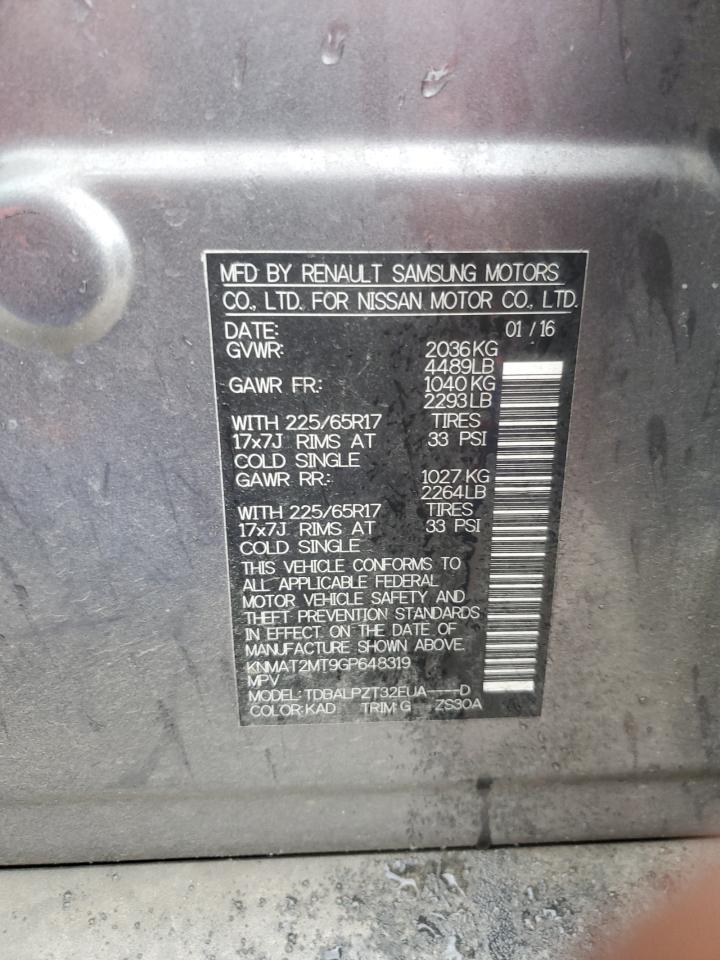 MFD BY RENAULT SAMSUNG MOTORS
CO., LTD. FOR NISSAN MOTOR CO., LTD.
DATE: 01 / 16
GVWR: 2036 KG
4489LB
GAWR FR.: 1040 KG
2293 LB
WITH 225/65R17 TIRES
17x7J RIMS AT 33 PSI
COLD SINGLE
GAWR RR.: 1027 KG
2264LB
WITH 225/65R17 TIRES
17x7J RIMS AT 33 PSI
COLD SINGLE
THIS VEHICLE CONFORMS TO
ALL APPLICABLE FEDERAL
MOTOR VEHICLE SAFETY AND
THEFT PREVENTION STANDARDS
IN EFFECT ON THE DATE OF
MANUFACTURE SHOWN ABOVE.
KNMAT2MT9GP648319
MPV
MODEL: TDBALPZT32EUA----D
COLOR: KAD TRIM: G ZS30A